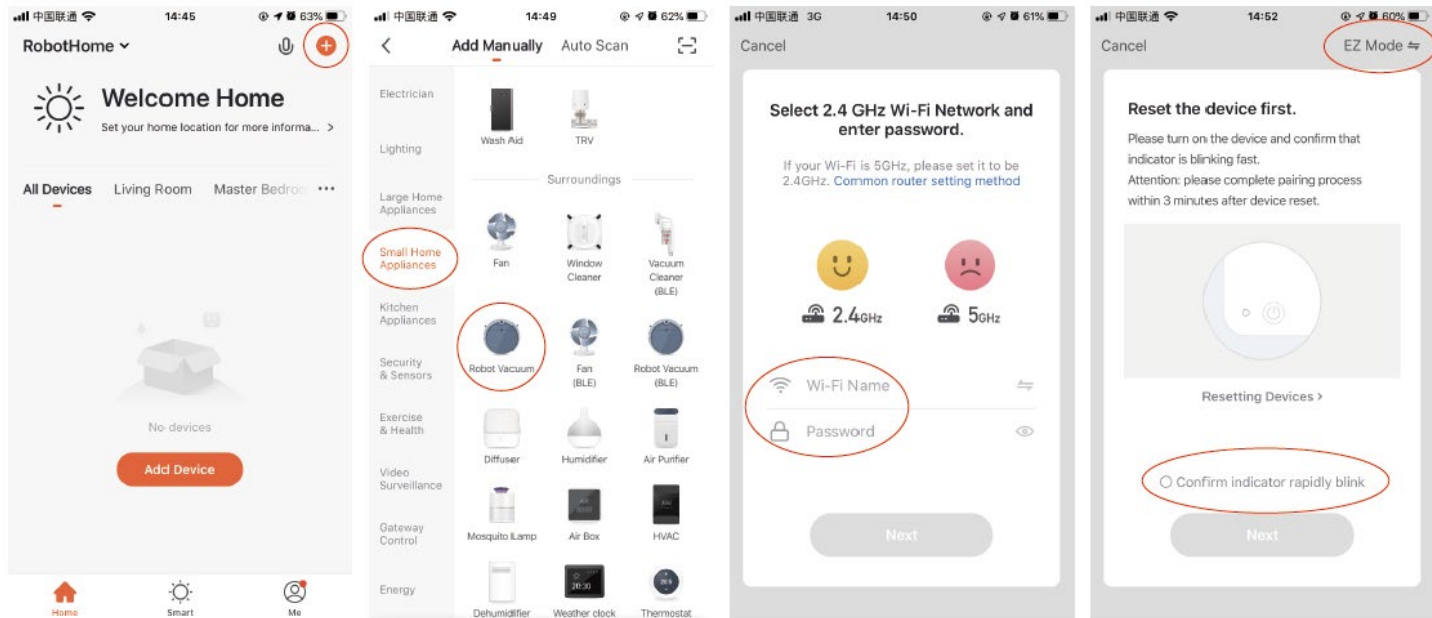 中国联通
14:45
63%
RobotHome
Welcome Home
Set your home location for more informa... >
All Devices
Living Room
Master Bedroo
No devices
Add Device
Home
Smart
Me
中国联通
14:49
62%
Add Manually
Auto Scan
Electrician
Lighting
Large Home
Appliances
Small Home
Appliances
Kitchen
Appliances
Security
& Sensors
Exercise
& Health
Video
Surveillance
Gateway
Control
Energy
Wash Aid
TRV
Surroundings
Fan
Window
Cleaner
Vacuum
Cleaner
(BLE)
Robot Vacuum
Fan
(BLE)
Robot Vacuum
(BLE)
Diffuser
Humidifier
Air Purifier
Mosquito Lamp
Air Box
HVAC
20:30
Dehumidifier
Weather clock
Thermostat
中国联通 3G
14:50
61%
Cancel
Select 2.4 GHz Wi-Fi Network and
enter password.
If your Wi-Fi is 5GHz, please set it to be
2.4GHz. Common router setting method
2.4GHz
5GHz
Wi-Fi Name
Password
Next
中国联通
14:52
60%
Cancel
EZ Mode
Reset the device first.
Please turn on the device and confirm that
indicator is blinking fast.
Attention: please complete pairing process
within 3 minutes after device reset.
Resetting Devices >
Confirm indicator rapidly blink
Next